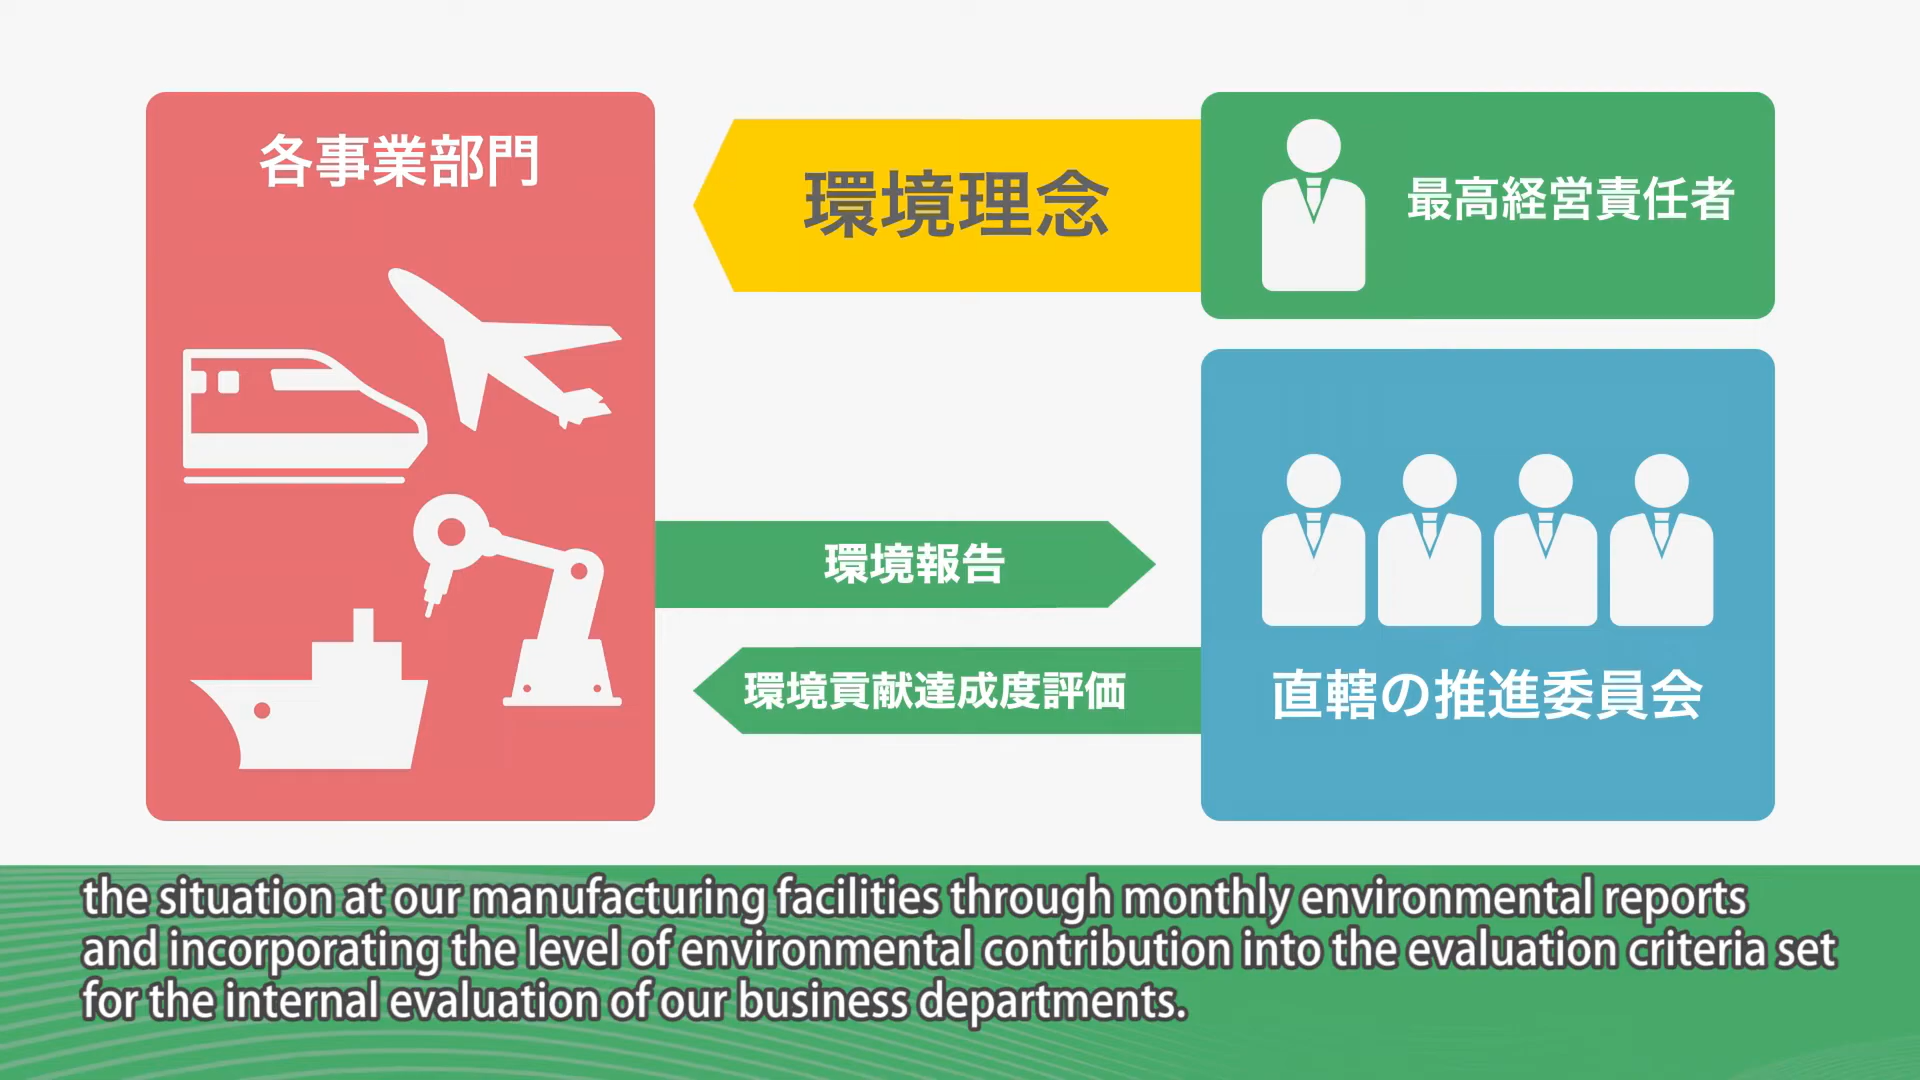 各事業部門
環境理念
最高経営責任者
環境報告
環境貢献達成度評価
直轄の推進委員会
the situation at our manufacturing facilities through monthly environmental reports
and incorporating the level of environmental contribution into the evaluation criteria set
for the internal evaluation of our business departments.